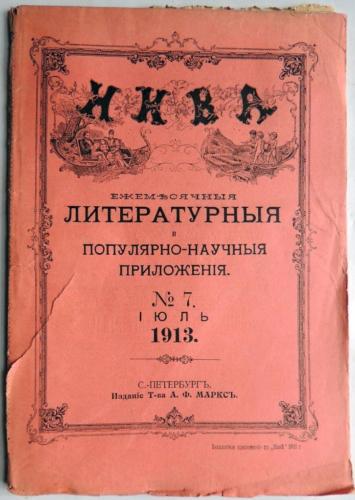 НИВА
ЕЖЕМѢСЯЧНЫЯ
ЛИТЕРАТУРНЫЯ
и
ПОПУЛЯРНО-НАУЧНЫЯ
ПРИЛОЖЕНІЯ.
№ 7.
ІЮЛЬ
1913.
С.-ПЕТЕРБУРГЪ.
Изданіе Т-ва А. Ф. МАРКСЪ.